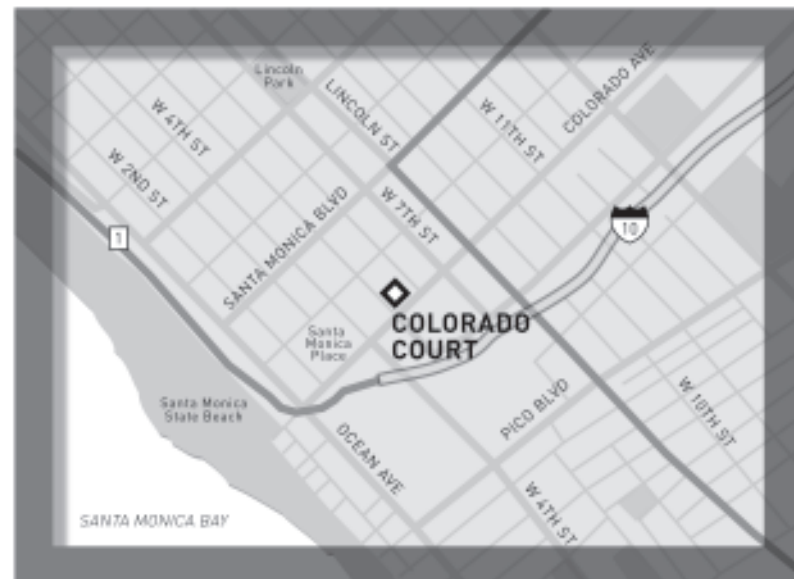 Lincoln
Park
LINCOLN ST
COLORADO AVE
W 11TH ST
W 4TH ST
W 2ND ST
SANTA MONICA BLVD
W 7TH ST
1
10
COLORADO
COURT
Santa
Monica
Place
Santa Monica
State Beach
OCEAN AVE
PICO BLVD
W 10TH ST
W 4TH ST
SANTA MONICA BAY